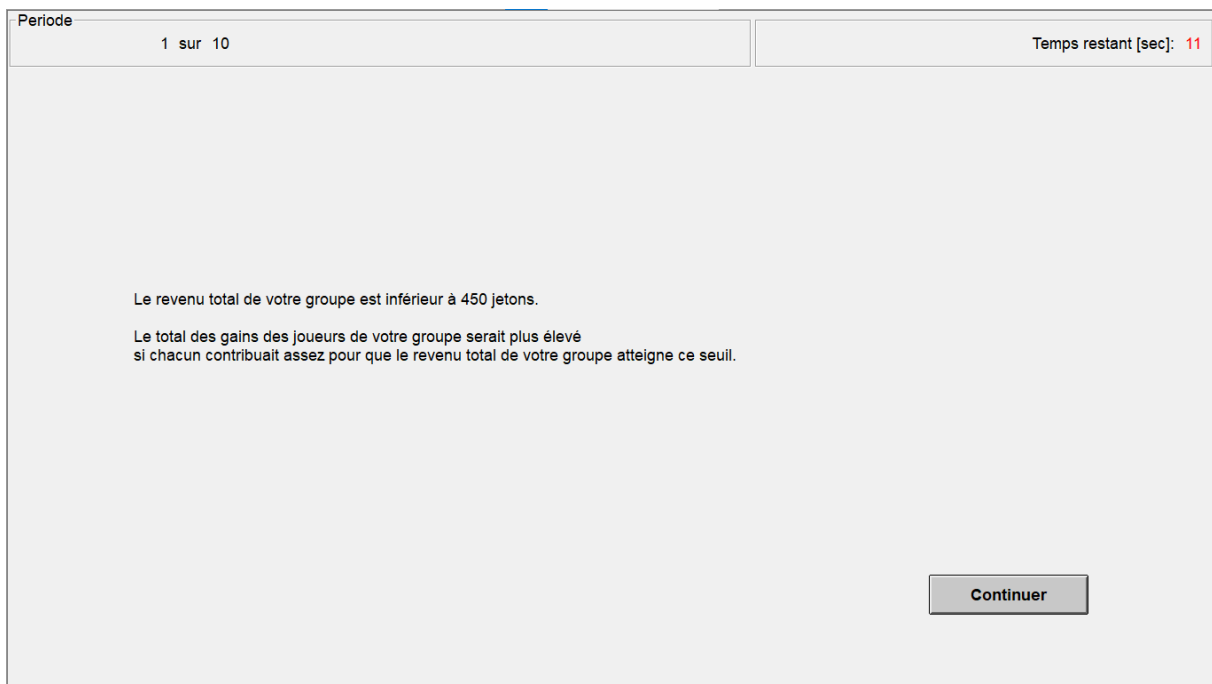 Periode
1 sur 10
Temps restant [sec]: 11
Le revenu total de votre groupe est inférieur à 450 jetons.
Le total des gains des joueurs de votre groupe serait plus élevé
si chacun contribuait assez pour que le revenu total de votre groupe atteigne ce seuil.
Continuer